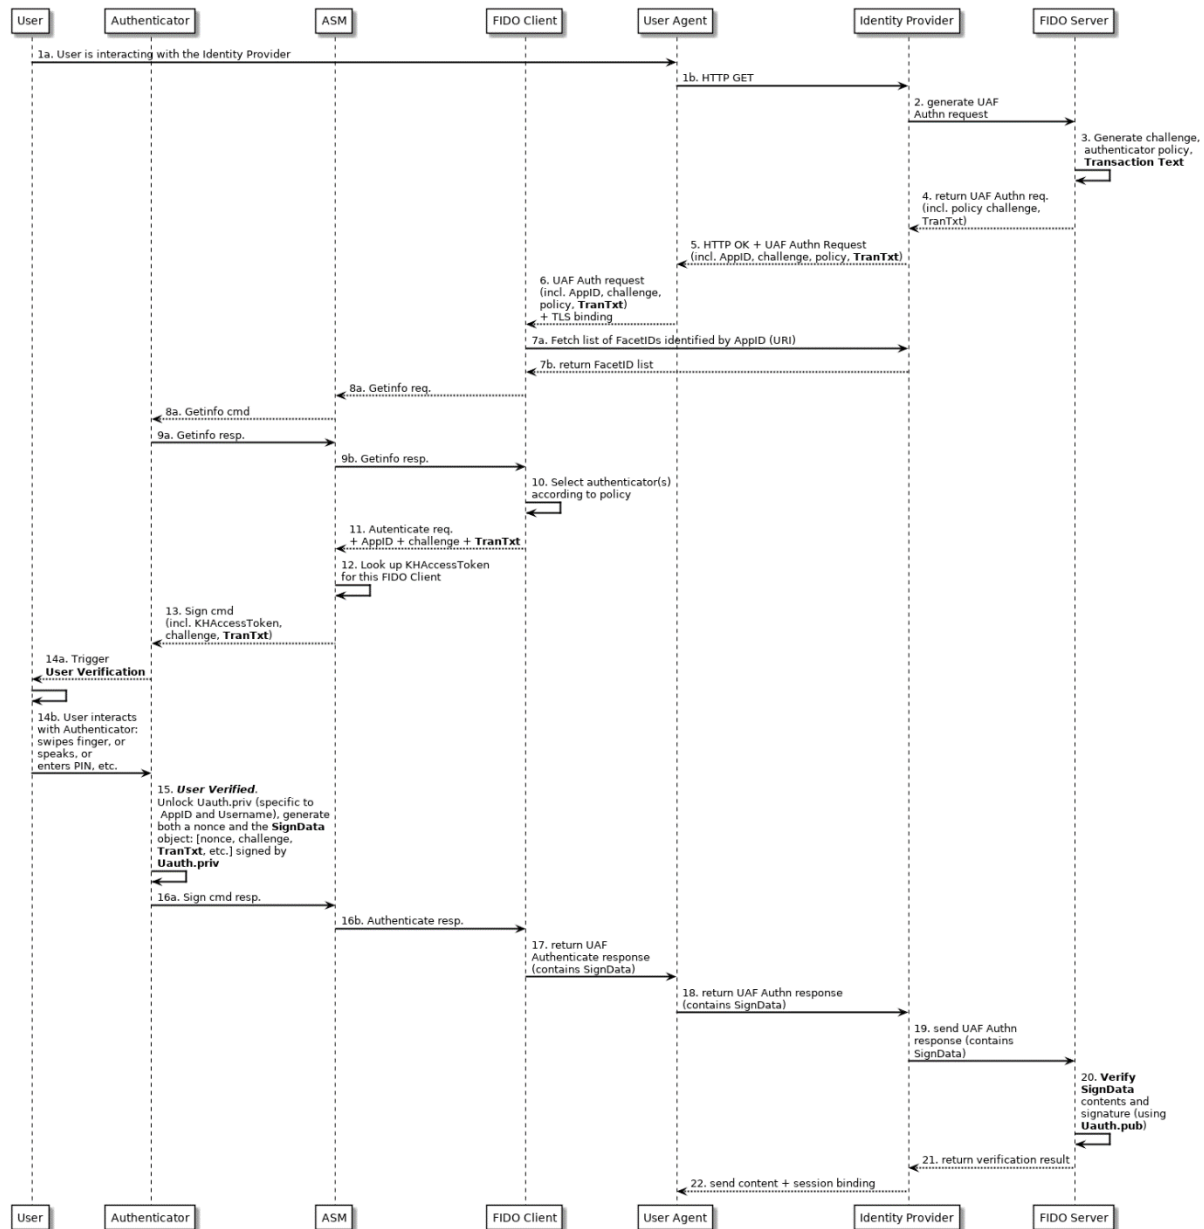 User
Authenticator
ASM
FIDO Client
User Agent
Identity Provider
FIDO Server
1a. User is interacting with the Identity Provider
1b. HTTP GET
2. generate UAF
Authn request
3. Generate challenge,
authenticator policy,
Transaction Text
4. return UAF Authn req.
(incl. policy challenge,
TranTxt)
5. HTTP OK + UAF Authn Request
(incl. AppID, challenge, policy, TranTxt)
6. UAF Auth request
(incl. AppID, challenge,
policy, TranTxt)
+ TLS binding
7a. Fetch list of FacetIDs identified by AppID (URI)
7b. return FacetID list
8a. Getinfo req.
8a. Getinfo cmd
9a. Getinfo resp.
9b. Getinfo resp.
10. Select authenticator(s)
according to policy
11. Autenticate req.
+ AppID + challenge + TranTxt
12. Look up KHAccessToken
for this FIDO Client
13. Sign cmd
(incl. KHAccessToken,
challenge, TranTxt)
14a. Trigger
User Verification
14b. User interacts
with Authenticator:
swipes finger, or
speaks, or
enters PIN, etc.
15. User Verified.
Unlock Uauth.priv (specific to
AppID and Username), generate
both a nonce and the SignData
object: [nonce, challenge,
TranTxt, etc.] signed by
Uauth.priv
16a. Sign cmd resp.
16b. Authenticate resp.
17. return UAF
Authenticate response
(contains SignData)
18. return UAF Authn response
(contains SignData)
19. send UAF Authn
response (contains
SignData)
20. Verify
SignData
contents and
signature (using
Uauth.pub)
21. return verification result
22. send content + session binding
User
Authenticator
ASM
FIDO Client
User Agent
Identity Provider
FIDO Server